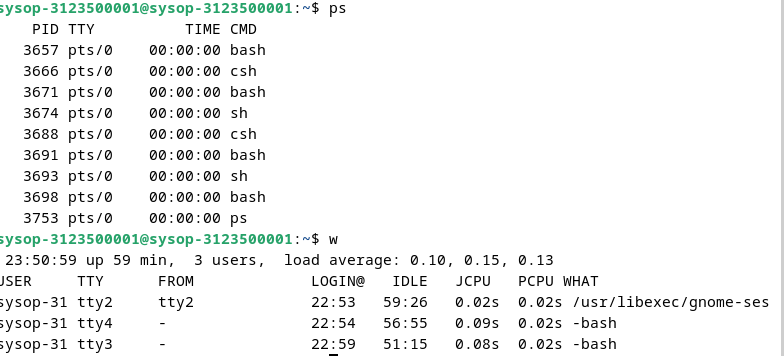 sysop-3123500001@sysop-3123500001:~$ ps
    PID TTY          TIME CMD
   3657 pts/0    00:00:00 bash
   3666 pts/0    00:00:00 csh
   3671 pts/0    00:00:00 bash
   3674 pts/0    00:00:00 sh
   3688 pts/0    00:00:00 csh
   3691 pts/0    00:00:00 bash
   3693 pts/0    00:00:00 sh
   3698 pts/0    00:00:00 bash
   3753 pts/0    00:00:00 ps
sysop-3123500001@sysop-3123500001:~$ w
 23:50:59 up 59 min,  3 users,  load average: 0.10, 0.15, 0.13
USER     TTY      FROM             LOGIN@   IDLE   JCPU   PCPU WHAT
sysop-31 tty2     tty2             22:53   59:26   0.02s  0.02s /usr/libexec/gnome-ses
sysop-31 tty4     -                22:54   56:55   0.09s  0.02s -bash
sysop-31 tty3     -                22:59   51:15   0.08s  0.02s -bash